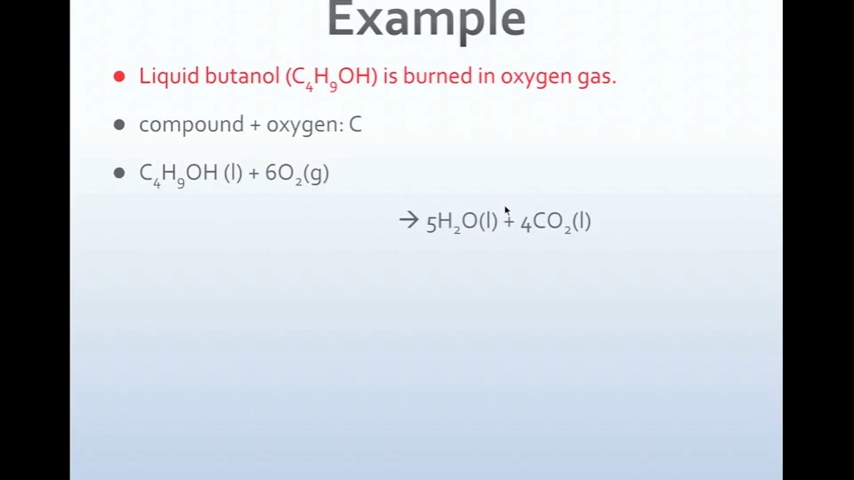 Example
Liquid butanol (C₄H₉OH) is burned in oxygen gas.
compound + oxygen: C
C₄H₉OH (l) + 6O₂(g)
→ 5H₂O(l) + 4CO₂(l)